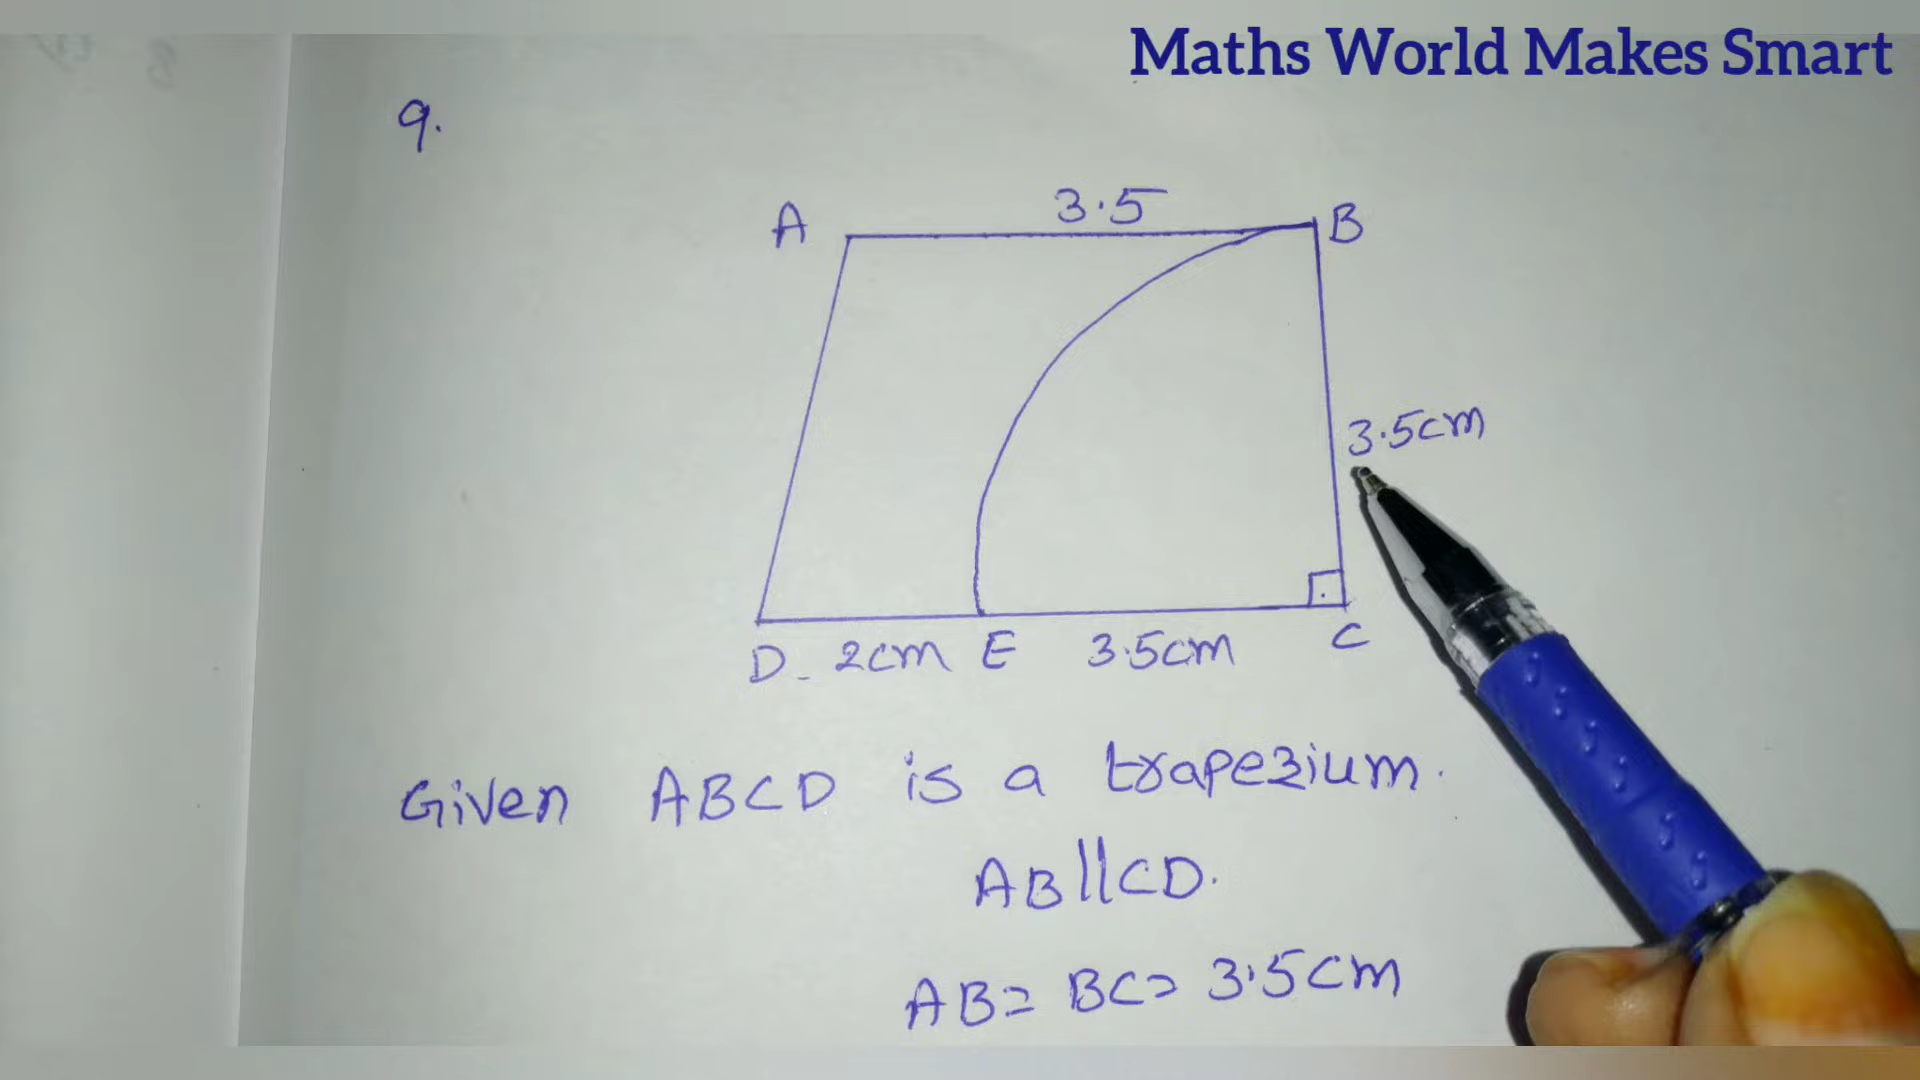 Maths World Makes Smart
9.
3.5
A
B
3.5cm
D 2cm E 3.5cm C
Given ABCD is a trapezium.
AB||CD.
AB = BC = 3.5cm